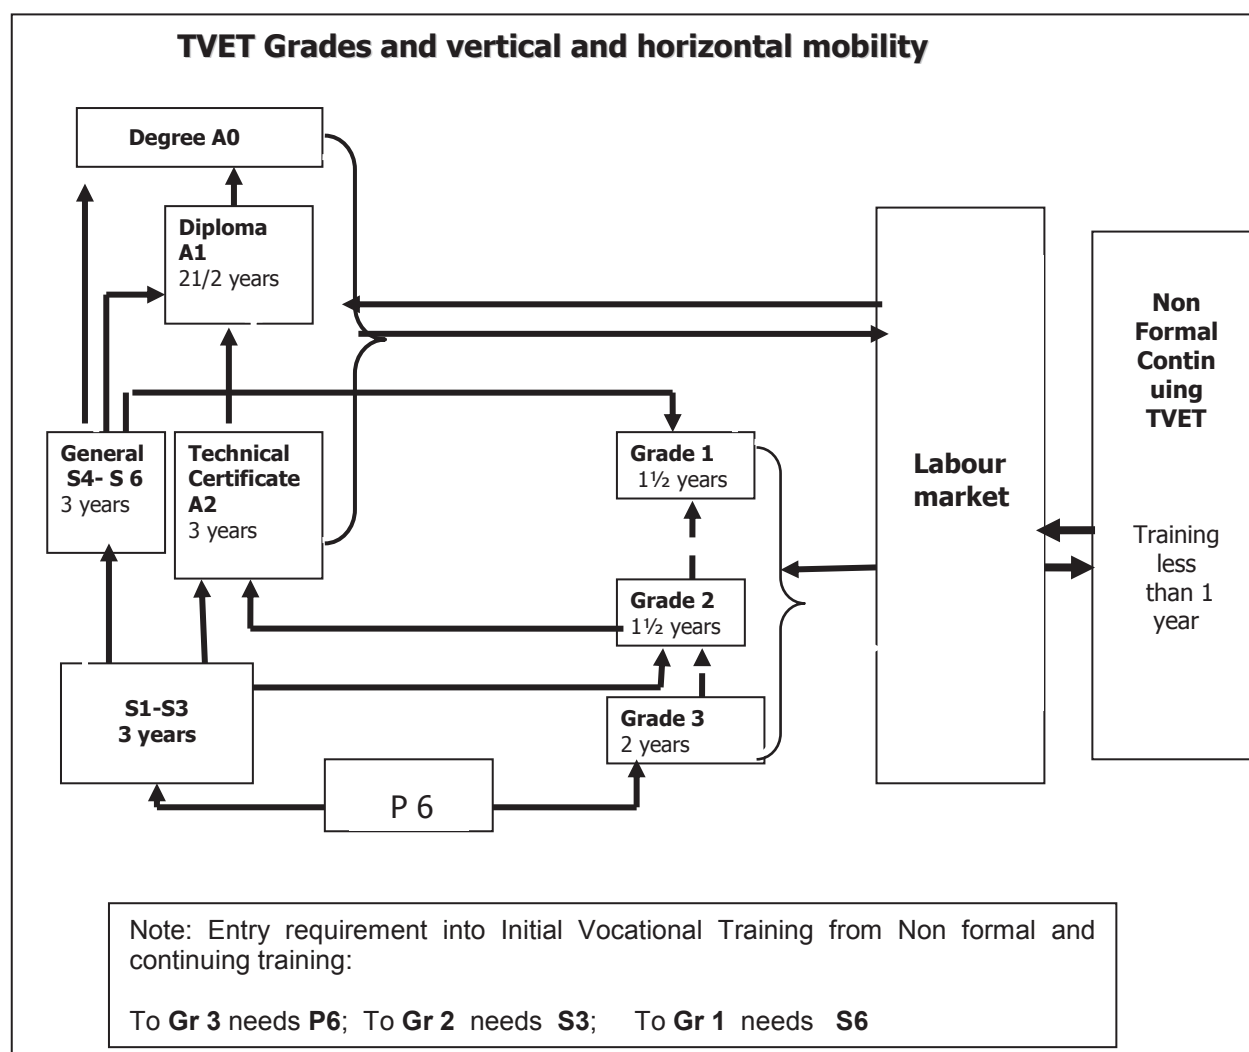 TVET Grades and vertical and horizontal mobility
Degree A0
Diploma
A1
21/2 years
General
S4- S 6
3 years
Technical
Certificate
A2
3 years
Grade 1
1½ years
Grade 2
1½ years
Grade 3
2 years
S1-S3
3 years
P 6
Labour
market
Non
Formal
Contin
uing
TVET
Training
less
than 1
year
Note: Entry requirement into Initial Vocational Training from Non formal and
continuing training:
To Gr 3 needs P6; To Gr 2 needs S3; To Gr 1 needs S6